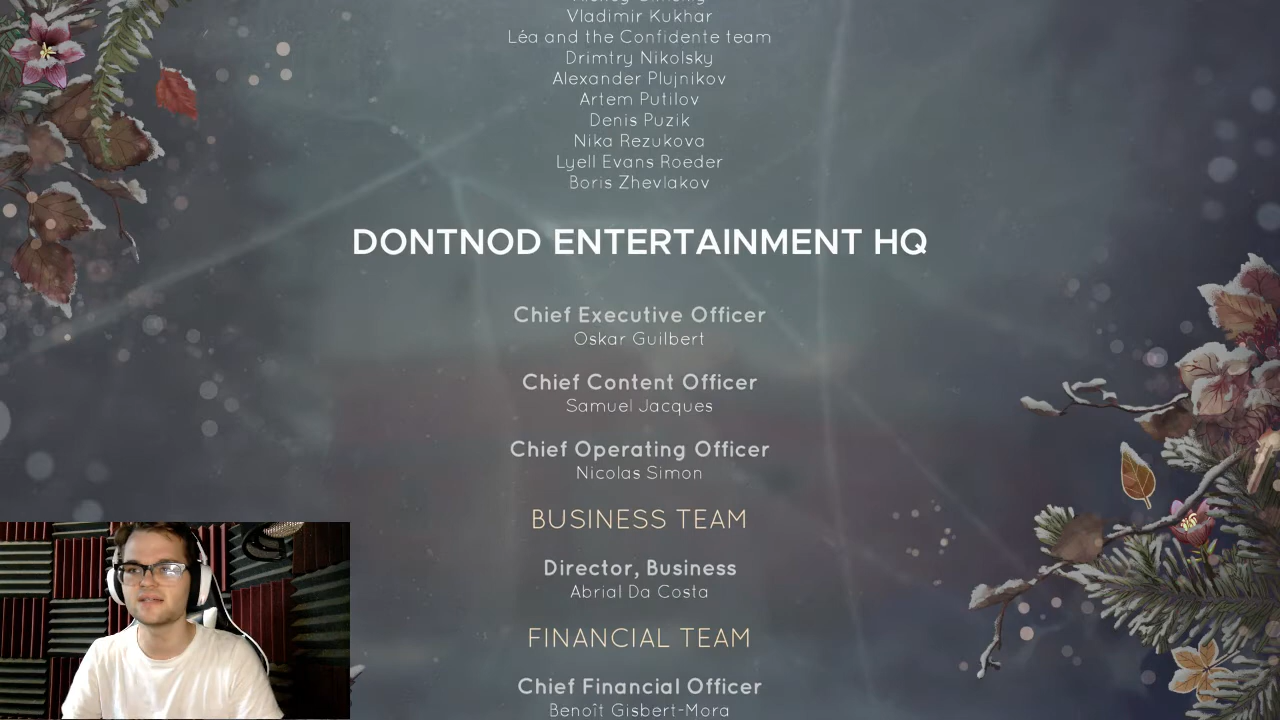 Vladimir Kukhar
Léa and the Confidente team
Drimtry Nikolsky
Alexander Plujnikov
Artem Putilov
Denis Puzik
Nika Rezukova
Lyell Evans Roeder
Boris Zhevlakov
DONTNOD ENTERTAINMENT HQ
Chief Executive Officer
Oskar Guilbert
Chief Content Officer
Samuel Jacques
Chief Operating Officer
Nicolas Simon
BUSINESS TEAM
Director, Business
Abrial Da Costa
FINANCIAL TEAM
Chief Financial Officer
Benoît Gisbert-Mora